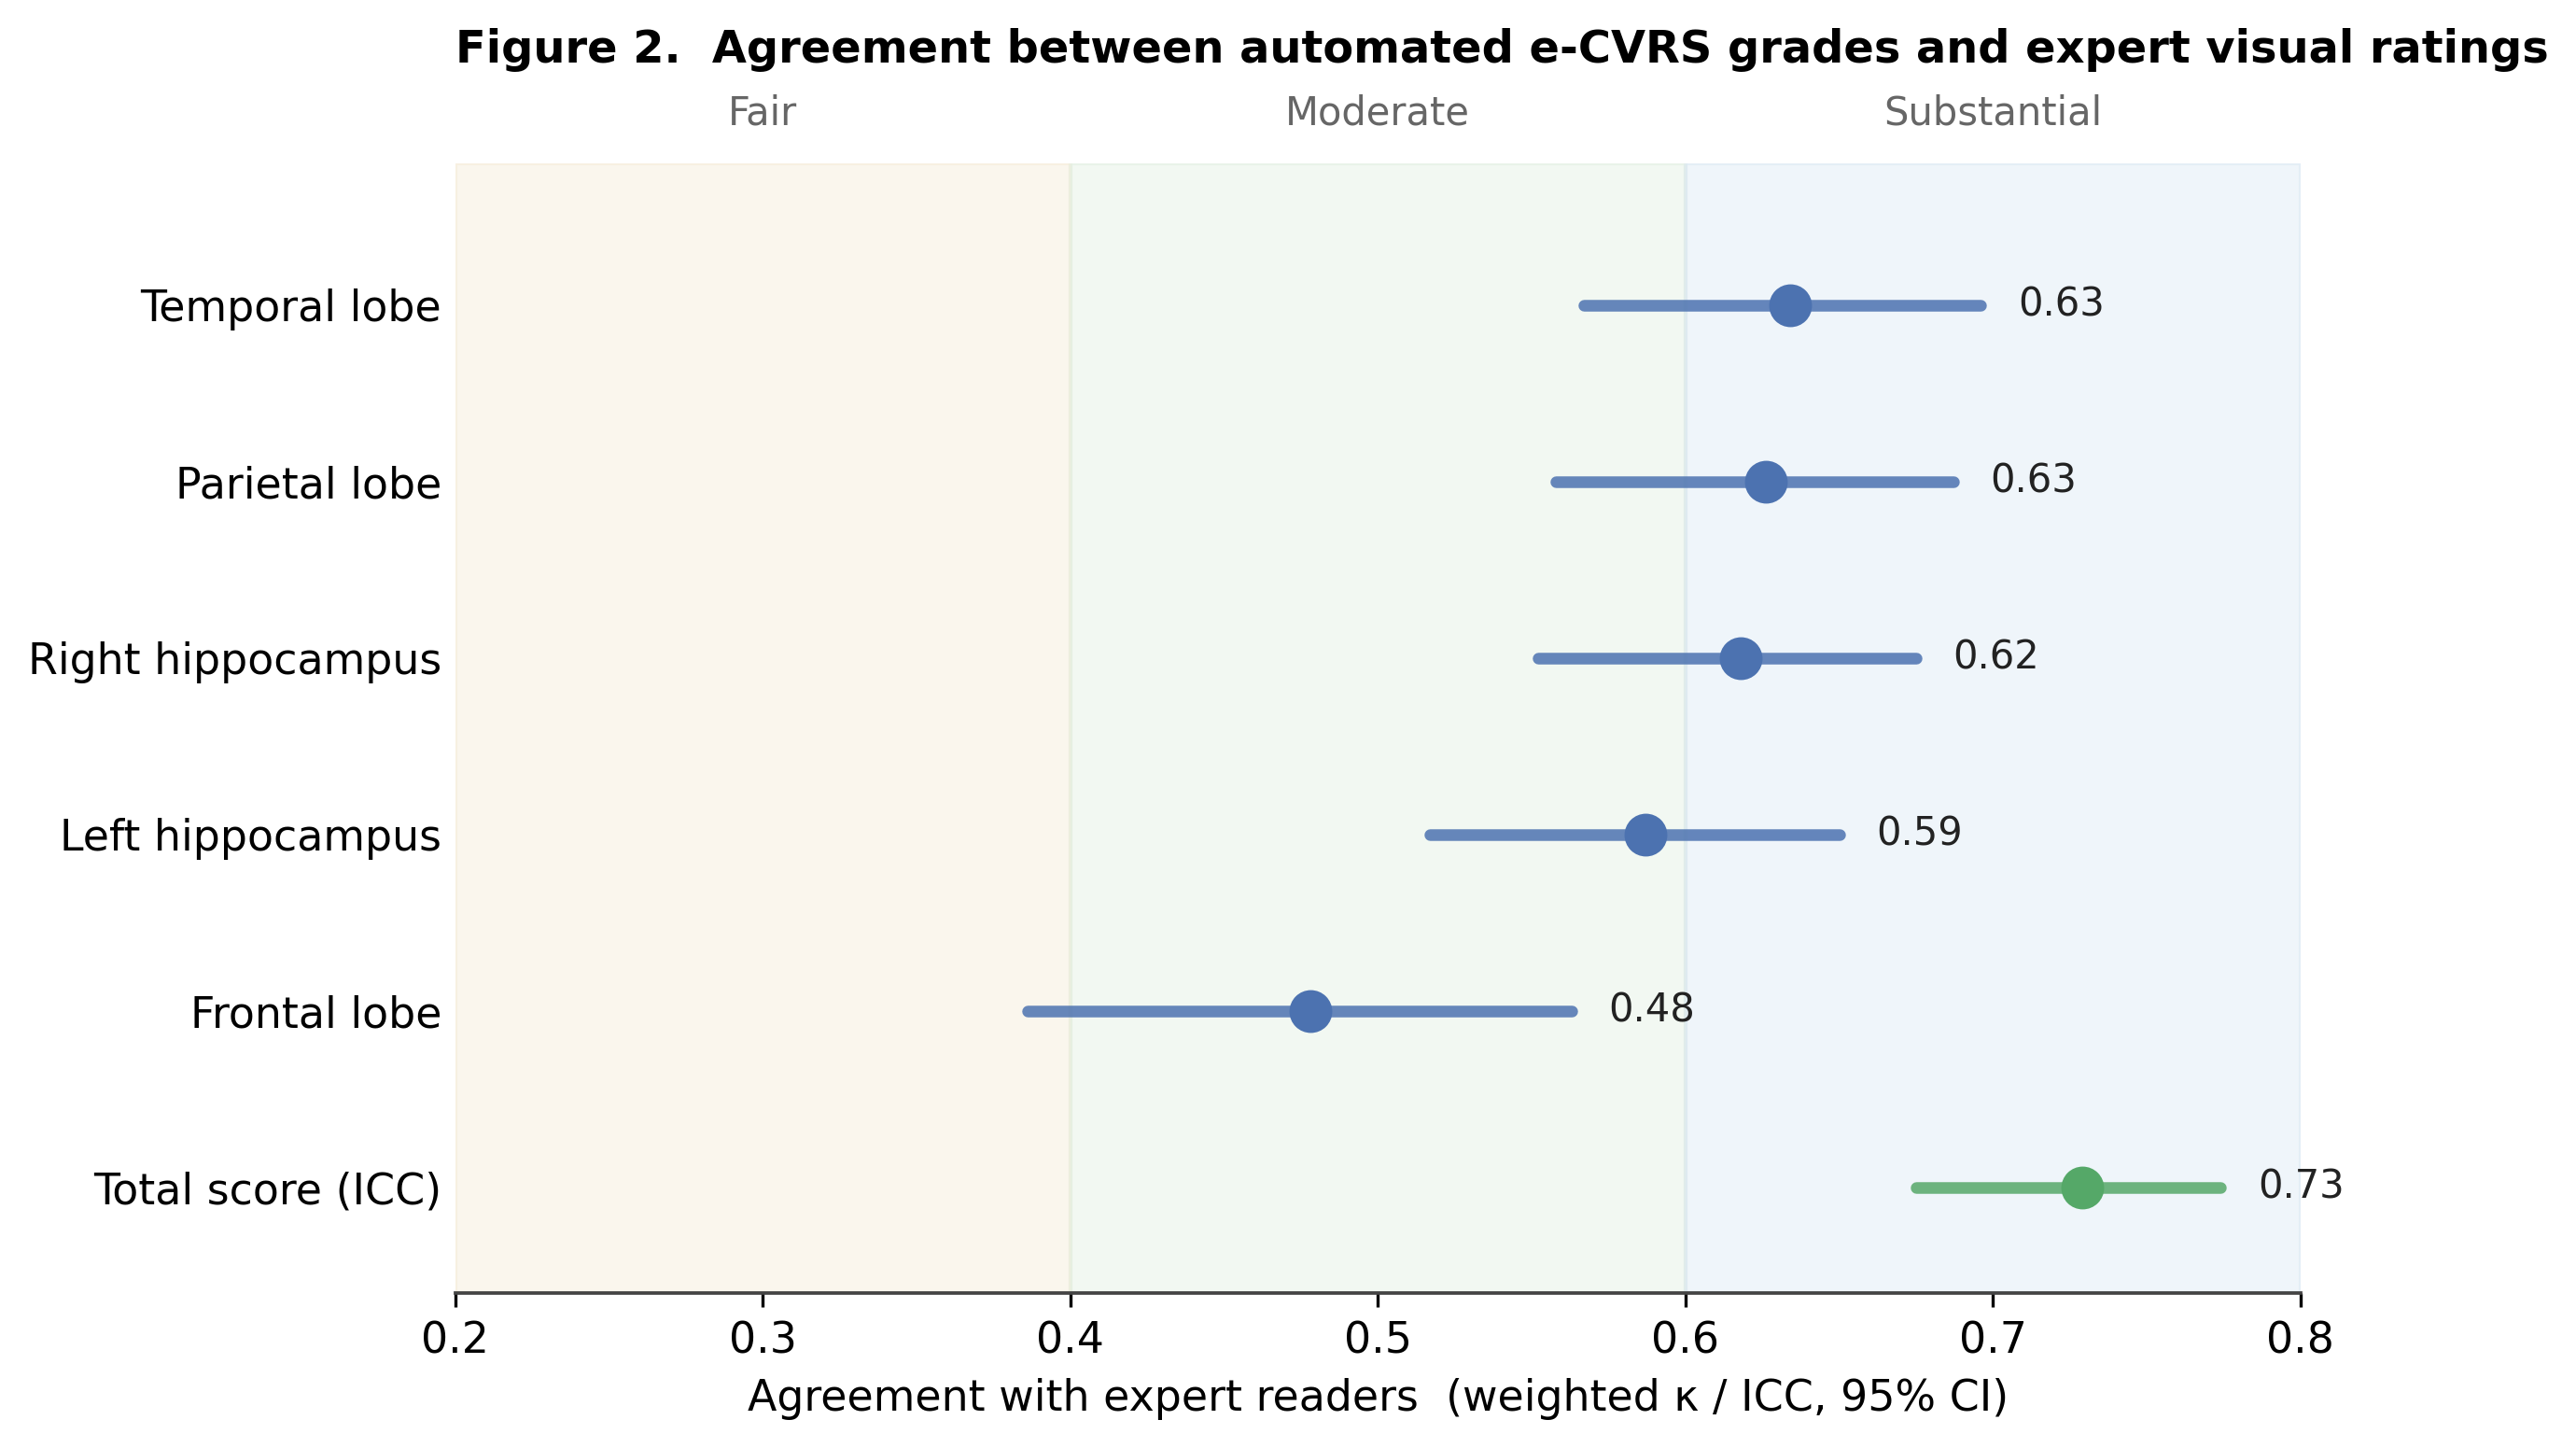 Figure 2.  Agreement between automated e-CVRS grades and expert visual ratings
Fair
Moderate
Substantial
Temporal lobe
0.63
Parietal lobe
0.63
Right hippocampus
0.62
Left hippocampus
0.59
Frontal lobe
0.48
Total score (ICC)
0.73
0.2
0.3
0.4
0.5
0.6
0.7
0.8
Agreement with expert readers  (weighted κ / ICC, 95% CI)